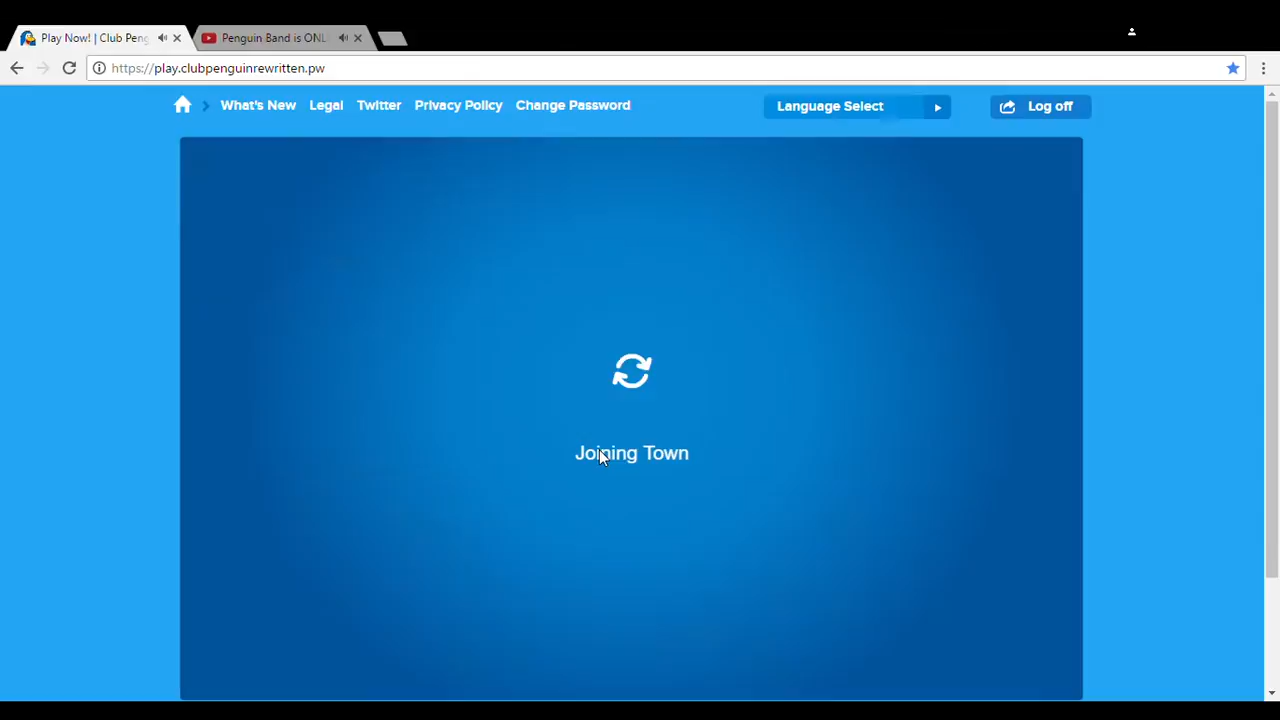 Play Now! | Club Peng
Penguin Band is ONL
https://play.clubpenguinrewritten.pw
What's New Legal Twitter Privacy Policy Change Password Language Select Log off
Joining Town